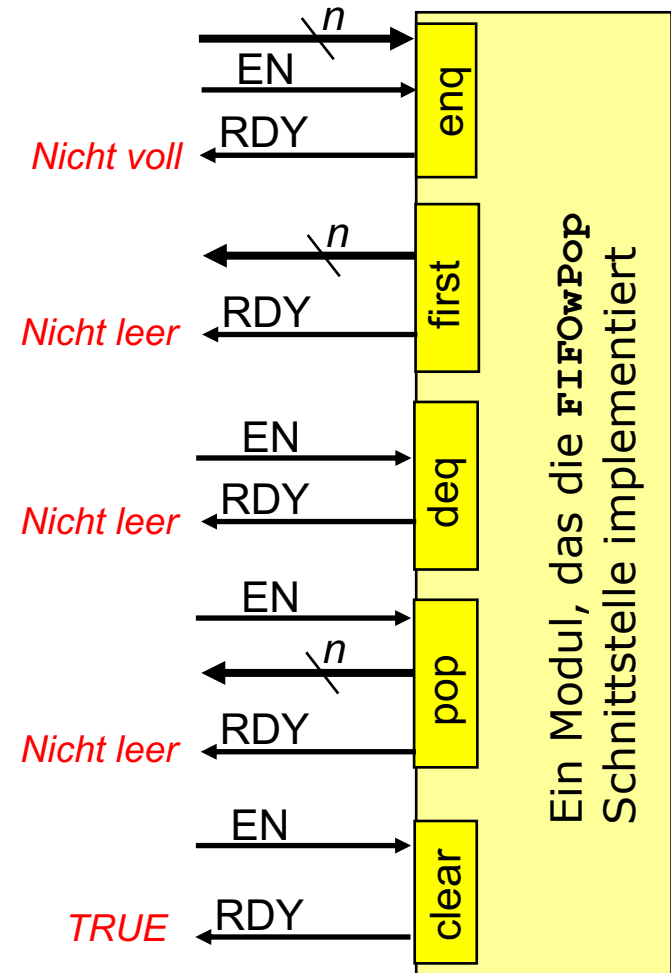 n
EN
enq
RDY
Nicht voll
n
first
RDY
Nicht leer
EN
deq
RDY
Nicht leer
EN
n
pop
RDY
Nicht leer
EN
clear
RDY
TRUE
Ein Modul, das die FIFOwPop
Schnittstelle implementiert